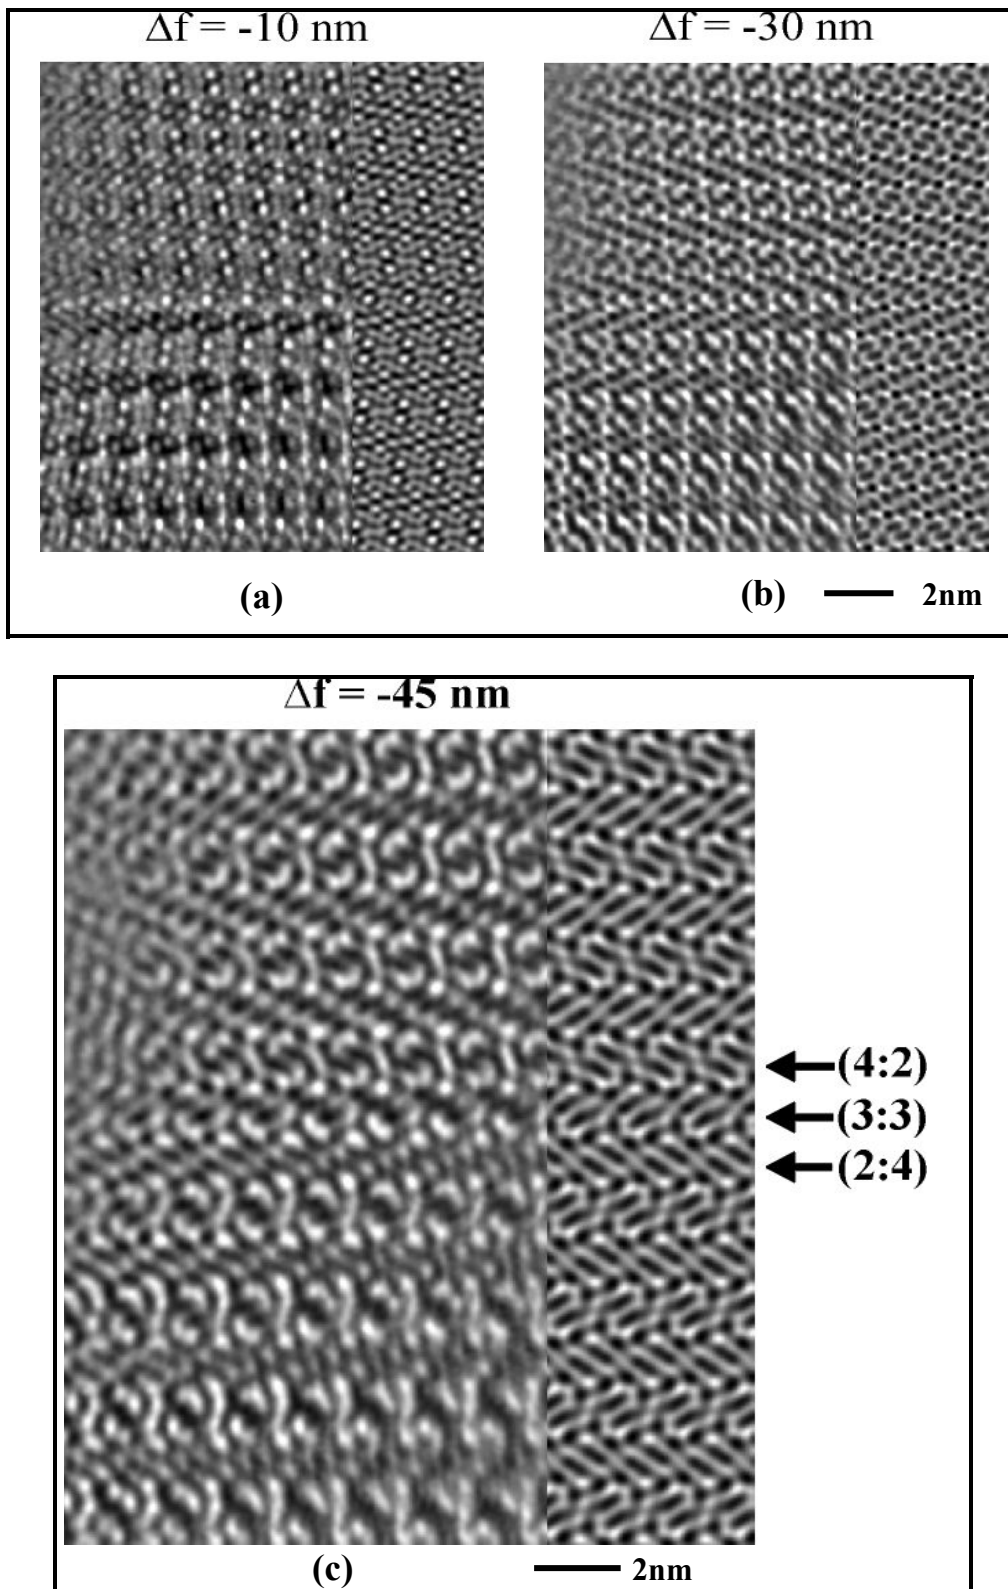 Δf = -10 nm
Δf = -30 nm
(a)
(b) 2nm
Δf = -45 nm
(4:2)
(3:3)
(2:4)
(c) 2nm